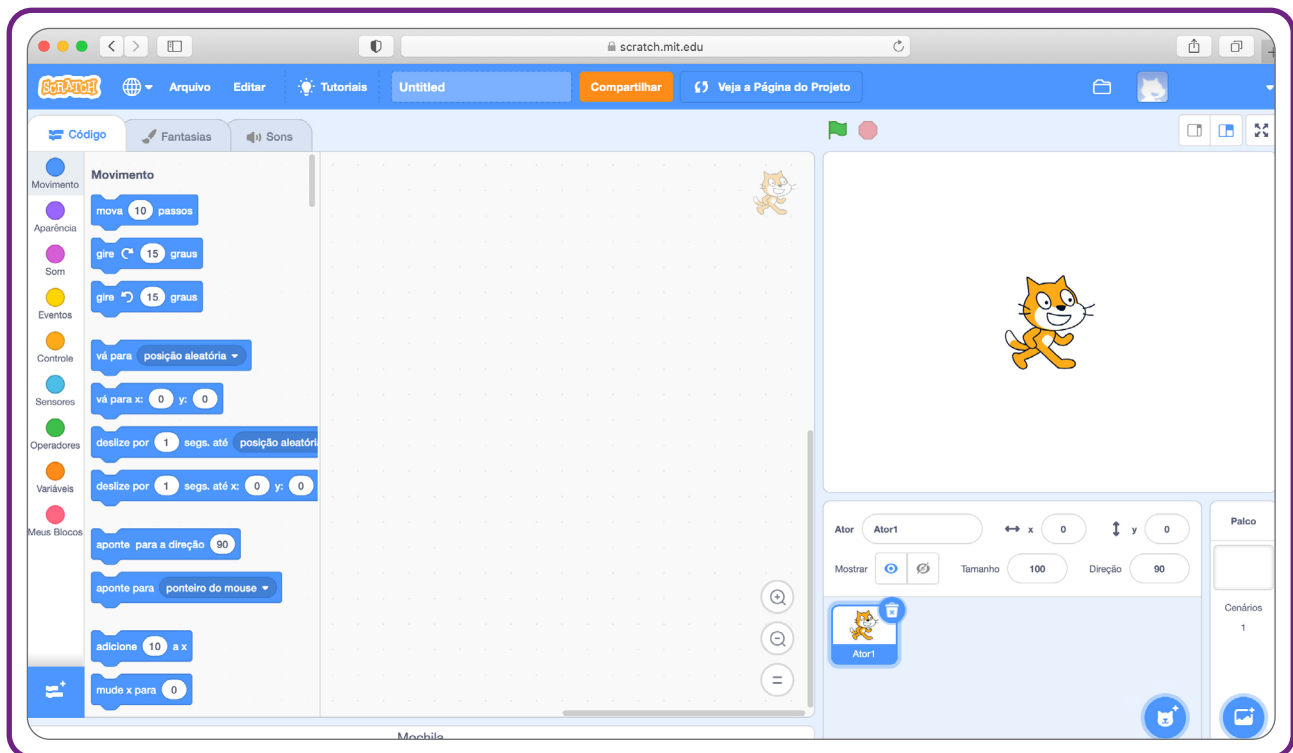 scratch.mit.edu
SCRATCH
Arquivo
Editar
Tutoriais
Untitled
Compartilhar
Veja a Página do Projeto
Código
Fantasias
Sons
Movimento
Aparência
Som
Eventos
Controle
Sensores
Operadores
Variáveis
Meus Blocos
Movimento
mova 10 passos
gire 15 graus
gire 15 graus
vá para posição aleatória
vá para x: 0 y: 0
deslize por 1 segs. até posição aleatóri
deslize por 1 segs. até x: 0 y: 0
aponte para a direção 90
aponte para ponteiro do mouse
adicione 10 a x
mude x para 0
Mochila
Ator Ator1 x 0 y 0
Mostrar Tamanho 100 Direção 90
Ator1
Palco
Cenários
1